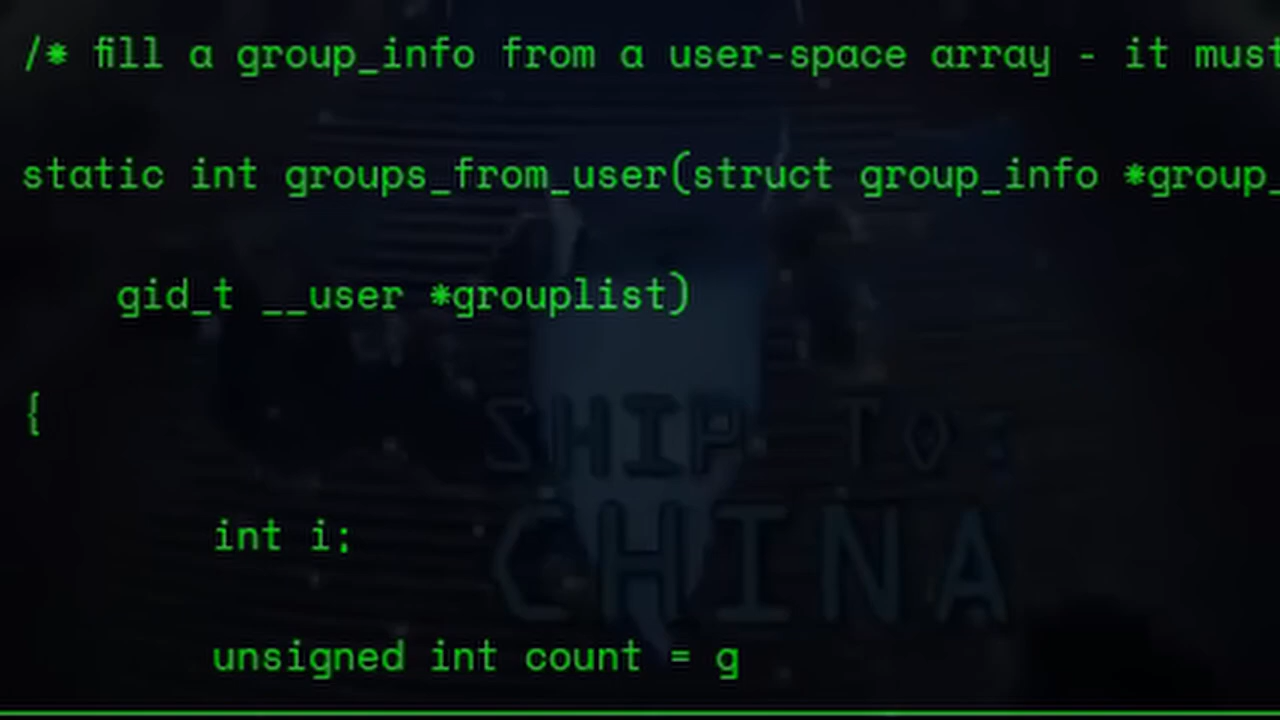 /* fill a group_info from a user-space array - it must
static int groups_from_user(struct group_info *group_
gid_t __user *grouplist)
{
SHIP TO:
CHINA
int i;
unsigned int count = g